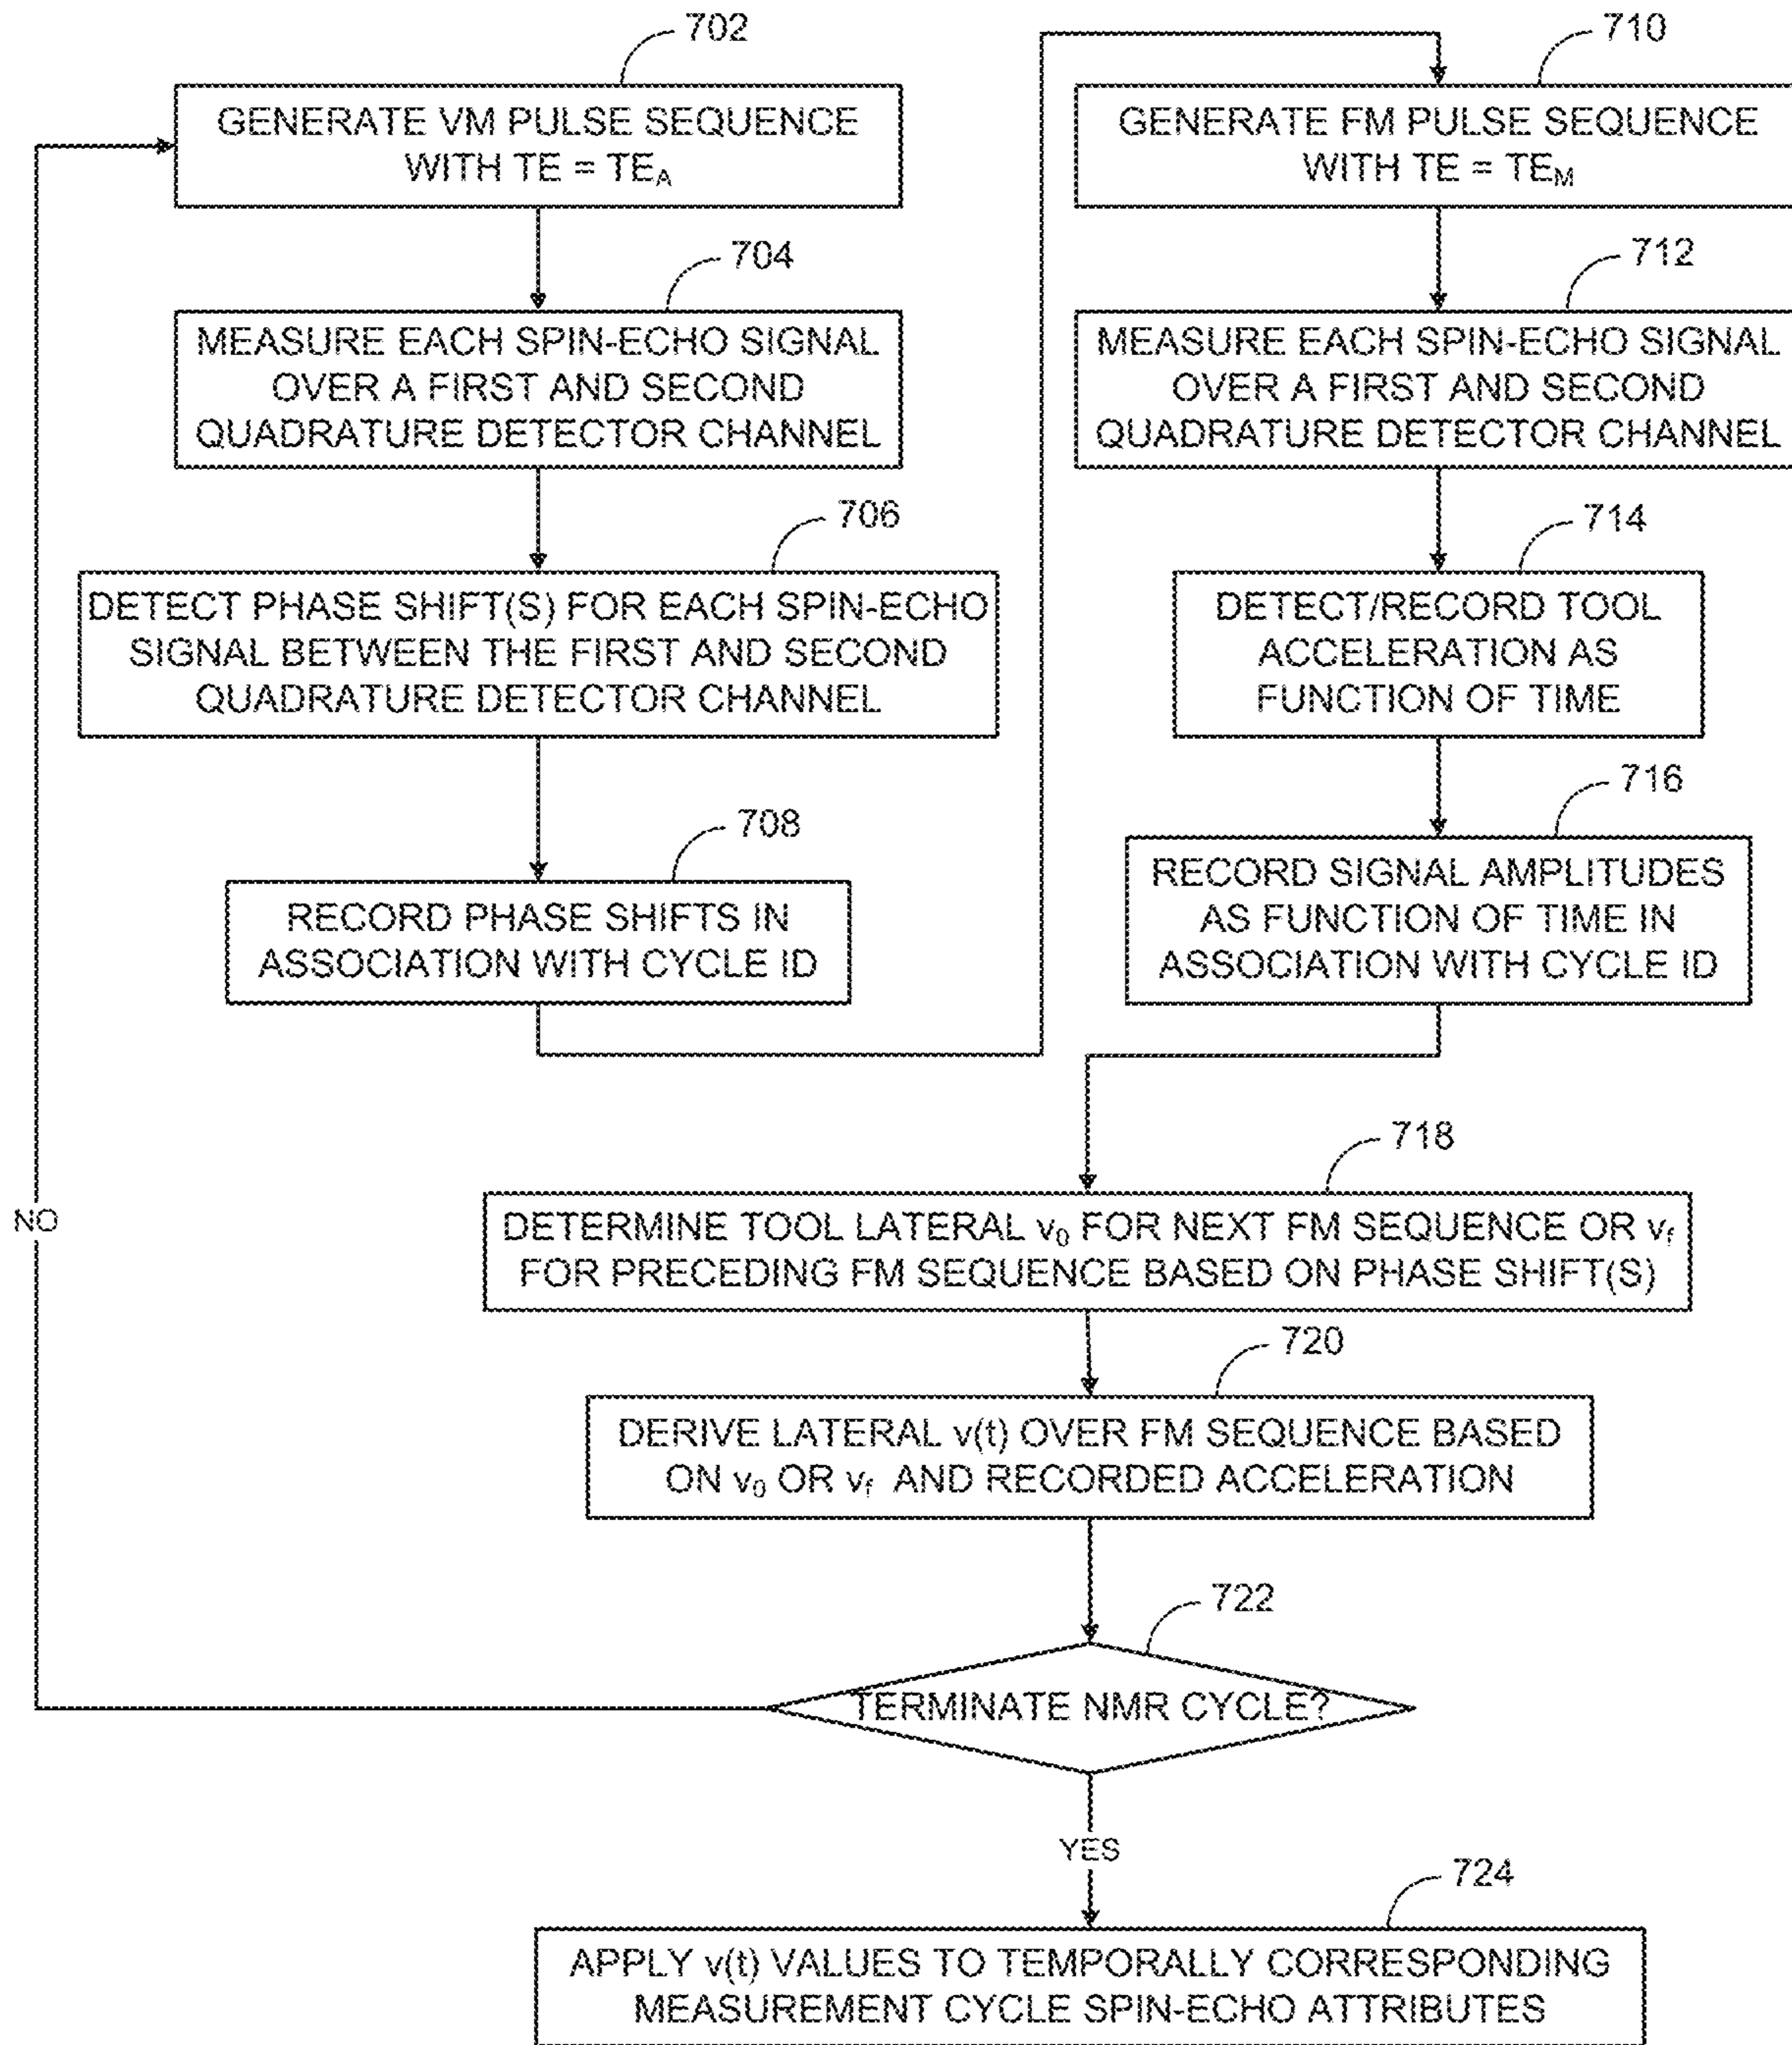 702
GENERATE VM PULSE SEQUENCE
WITH TE = TE_A
704
MEASURE EACH SPIN-ECHO SIGNAL
OVER A FIRST AND SECOND
QUADRATURE DETECTOR CHANNEL
706
DETECT PHASE SHIFT(S) FOR EACH SPIN-ECHO
SIGNAL BETWEEN THE FIRST AND SECOND
QUADRATURE DETECTOR CHANNEL
708
RECORD PHASE SHIFTS IN
ASSOCIATION WITH CYCLE ID
710
GENERATE FM PULSE SEQUENCE
WITH TE = TE_M
712
MEASURE EACH SPIN-ECHO SIGNAL
OVER A FIRST AND SECOND
QUADRATURE DETECTOR CHANNEL
714
DETECT/RECORD TOOL
ACCELERATION AS
FUNCTION OF TIME
716
RECORD SIGNAL AMPLITUDES
AS FUNCTION OF TIME IN
ASSOCIATION WITH CYCLE ID
718
DETERMINE TOOL LATERAL v₀ FOR NEXT FM SEQUENCE OR v_f
FOR PRECEDING FM SEQUENCE BASED ON PHASE SHIFT(S)
720
DERIVE LATERAL v(t) OVER FM SEQUENCE BASED
ON v₀ OR v_f AND RECORDED ACCELERATION
722
TERMINATE NMR CYCLE?
NO
YES
724
APPLY v(t) VALUES TO TEMPORALLY CORRESPONDING
MEASUREMENT CYCLE SPIN-ECHO ATTRIBUTES